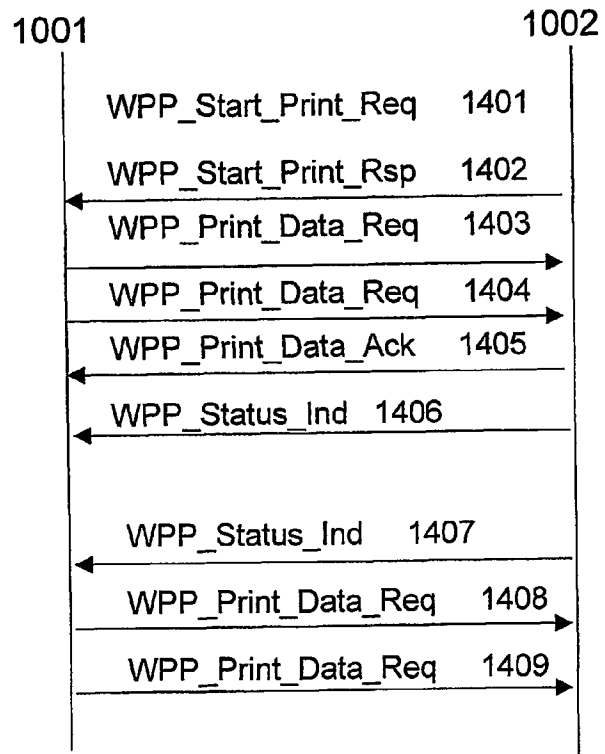 1001 1002
WPP_Start_Print_Req 1401
WPP_Start_Print_Rsp 1402
WPP_Print_Data_Req 1403
WPP_Print_Data_Req 1404
WPP_Print_Data_Ack 1405
WPP_Status_Ind 1406
WPP_Status_Ind 1407
WPP_Print_Data_Req 1408
WPP_Print_Data_Req 1409